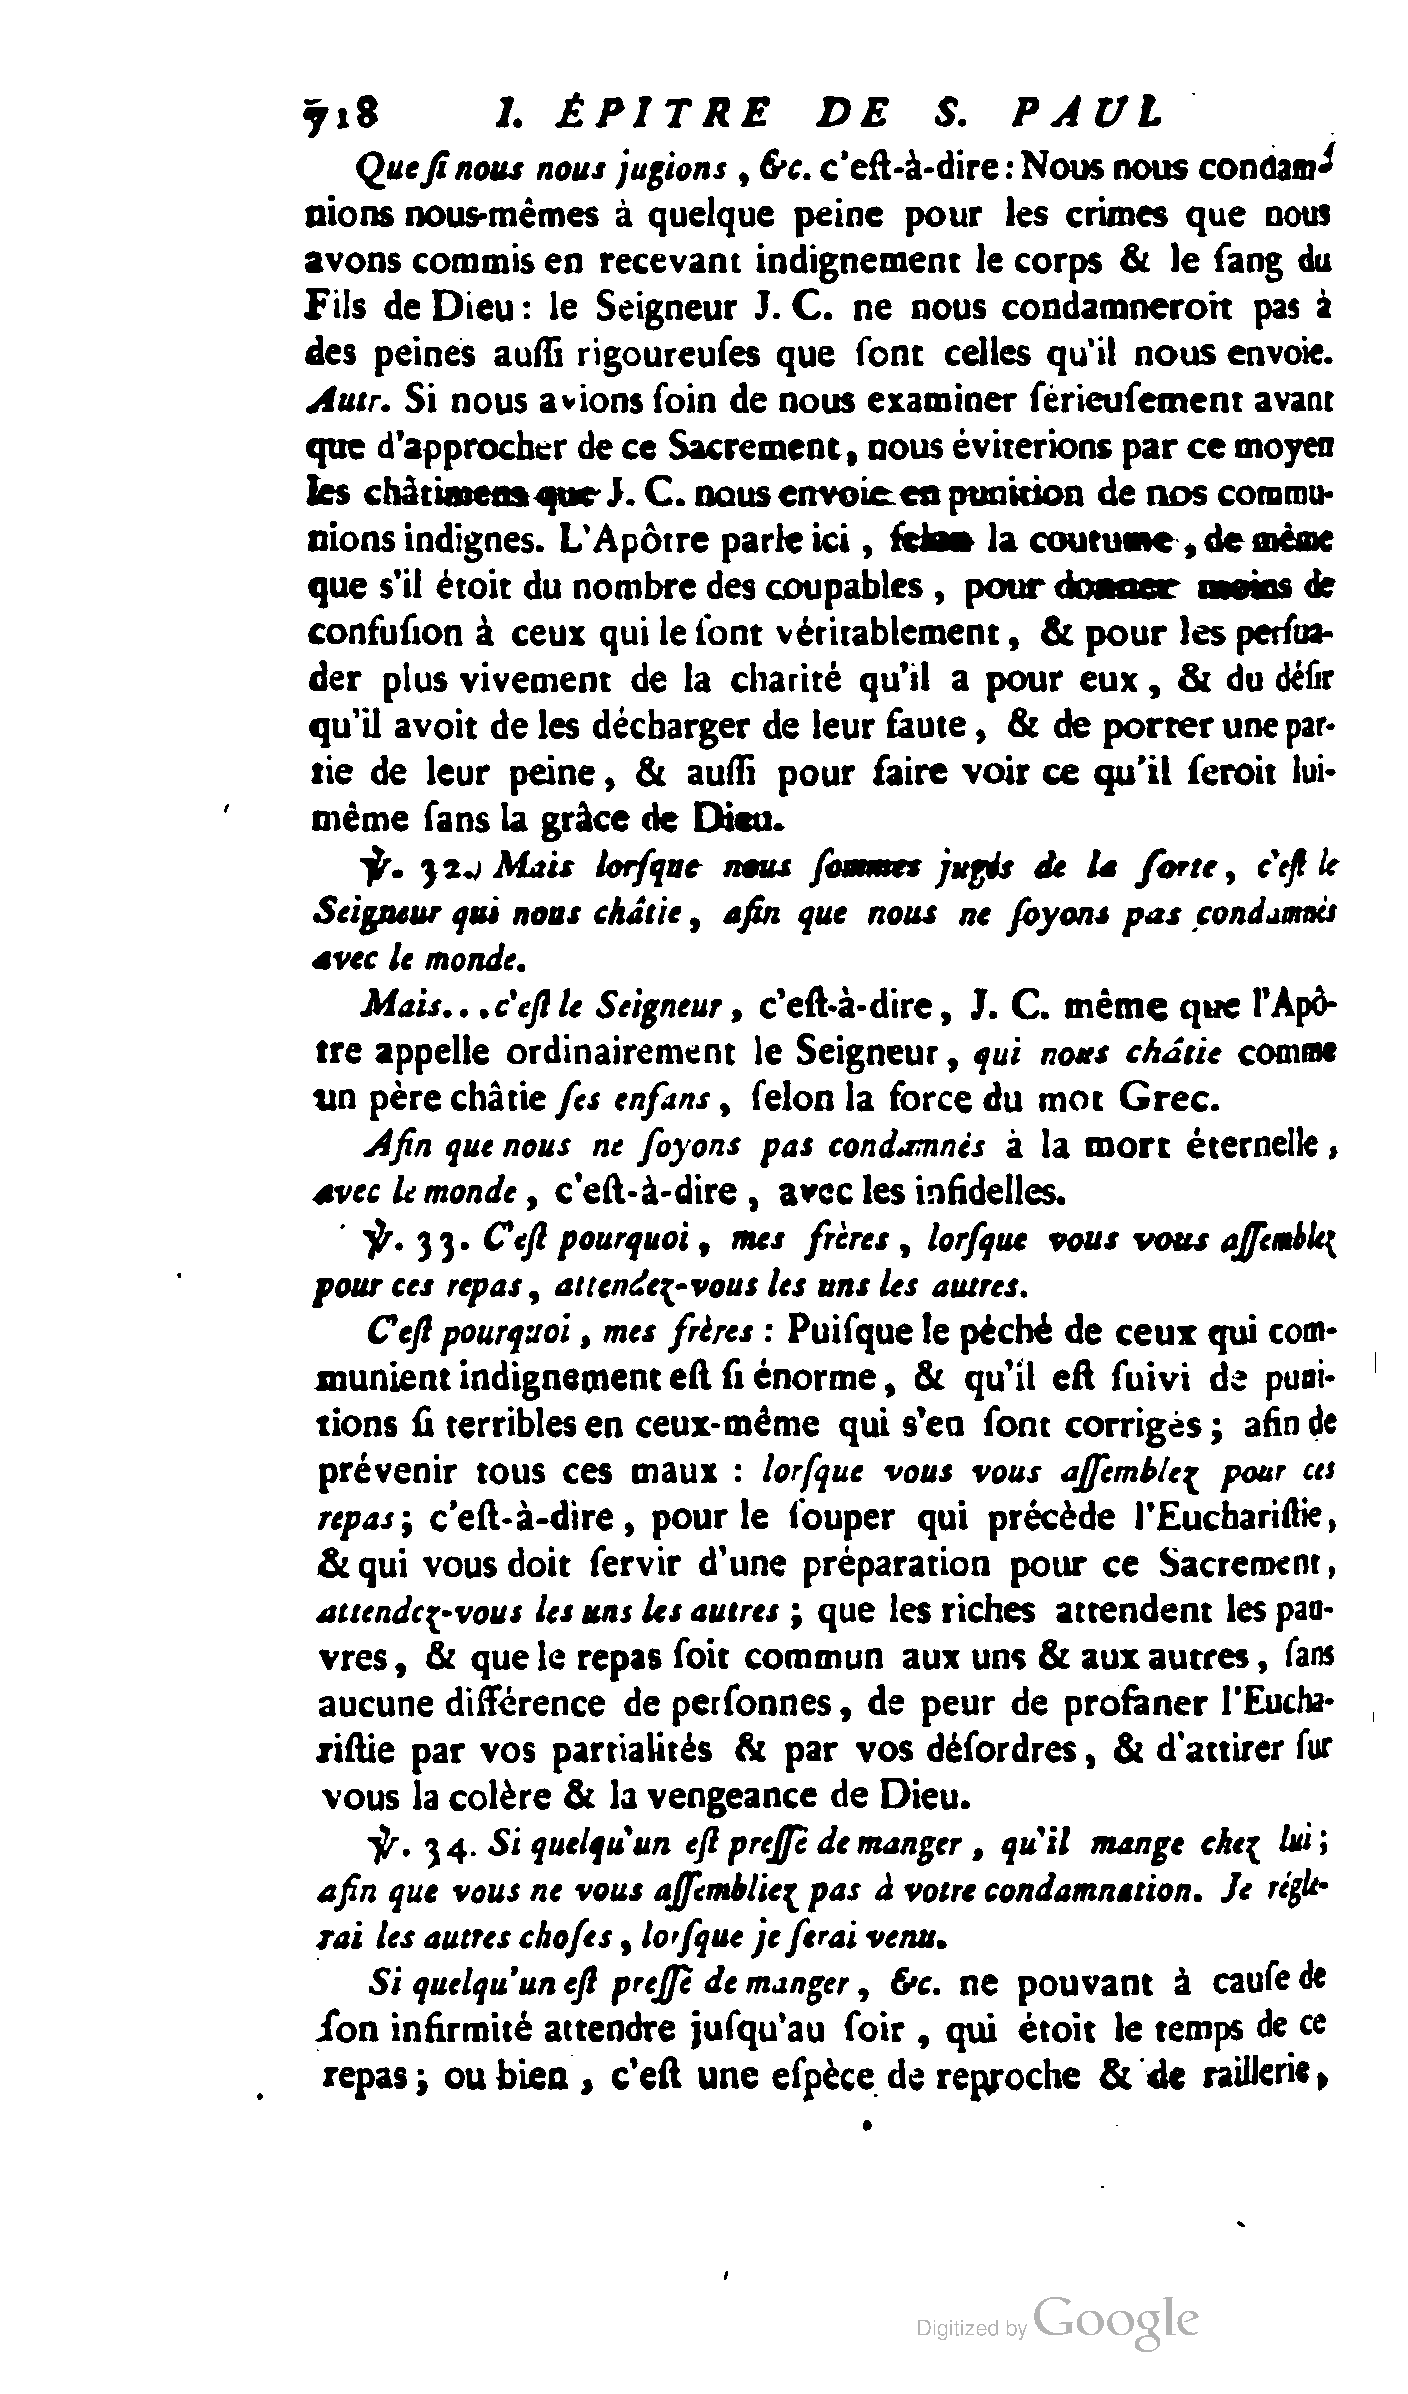 718 I. ÉPITRE DE S. PAUL
Que ſi nous nous jugions, &c. c'eſt-à-dire : Nous nous condam-
nions nous-mêmes à quelque peine pour les crimes que nous
avons commis en recevant indignement le corps & le ſang du
Fils de Dieu : le Seigneur J. C. ne nous condamneroit pas à
des peines auſſi rigoureuſes que ſont celles qu'il nous envoie.
Autr. Si nous avions ſoin de nous examiner ſérieuſement avant
que d'approcher de ce Sacrement, nous éviterions par ce moyen
les châtimens que J. C. nous envoie en punition de nos commu-
nions indignes. L'Apôtre parle ici, ſelon la coutume, de même
que s'il étoit du nombre des coupables, pour donner moins de
confuſion à ceux qui le ſont véritablement, & pour les perſua-
der plus vivement de la charité qu'il a pour eux, & du déſir
qu'il avoit de les décharger de leur faute, & de porter une par-
tie de leur peine, & auſſi pour faire voir ce qu'il ſeroit lui-
même ſans la grâce de Dieu.
℣. 32. Mais lorſque nous ſommes jugés de la ſorte, c'eſt le
Seigneur qui nous châtie, afin que nous ne ſoyons pas condamnés
avec le monde.
Mais... c'eſt le Seigneur, c'eſt-à-dire, J. C. même que l'Apô-
tre appelle ordinairement le Seigneur, qui nous châtie comme
un père châtie ſes enfans, ſelon la force du mot Grec.
Afin que nous ne ſoyons pas condamnés à la mort éternelle,
avec le monde, c'eſt-à-dire, avec les infidelles.
℣. 33. C'eſt pourquoi, mes frères, lorſque vous vous aſſemblez
pour ces repas, attendez-vous les uns les autres.
C'eſt pourquoi, mes frères : Puiſque le péché de ceux qui com-
munient indignement eſt ſi énorme, & qu'il eſt ſuivi de puni-
tions ſi terribles en ceux-même qui s'en ſont corrigés ; afin de
prévenir tous ces maux : lorſque vous vous aſſemblez pour ces
repas ; c'eſt-à-dire, pour le ſouper qui précède l'Euchariſtie,
& qui vous doit ſervir d'une préparation pour ce Sacrement,
attendez-vous les uns les autres ; que les riches attendent les pau-
vres, & que le repas ſoit commun aux uns & aux autres, ſans
aucune différence de perſonnes, de peur de profaner l'Eucha-
riſtie par vos partialités & par vos déſordres, & d'attirer ſur
vous la colère & la vengeance de Dieu.
℣. 34. Si quelqu'un eſt preſſé de manger, qu'il mange chez lui ;
afin que vous ne vous aſſembliez pas à votre condamnation. Je régle-
rai les autres choſes, lorſque je ſerai venu.
Si quelqu'un eſt preſſé de manger, &c. ne pouvant à cauſe de
ſon infirmité attendre juſqu'au ſoir, qui étoit le temps de ce
repas ; ou bien, c'eſt une eſpèce de reproche & de raillerie,
Digitized by Google